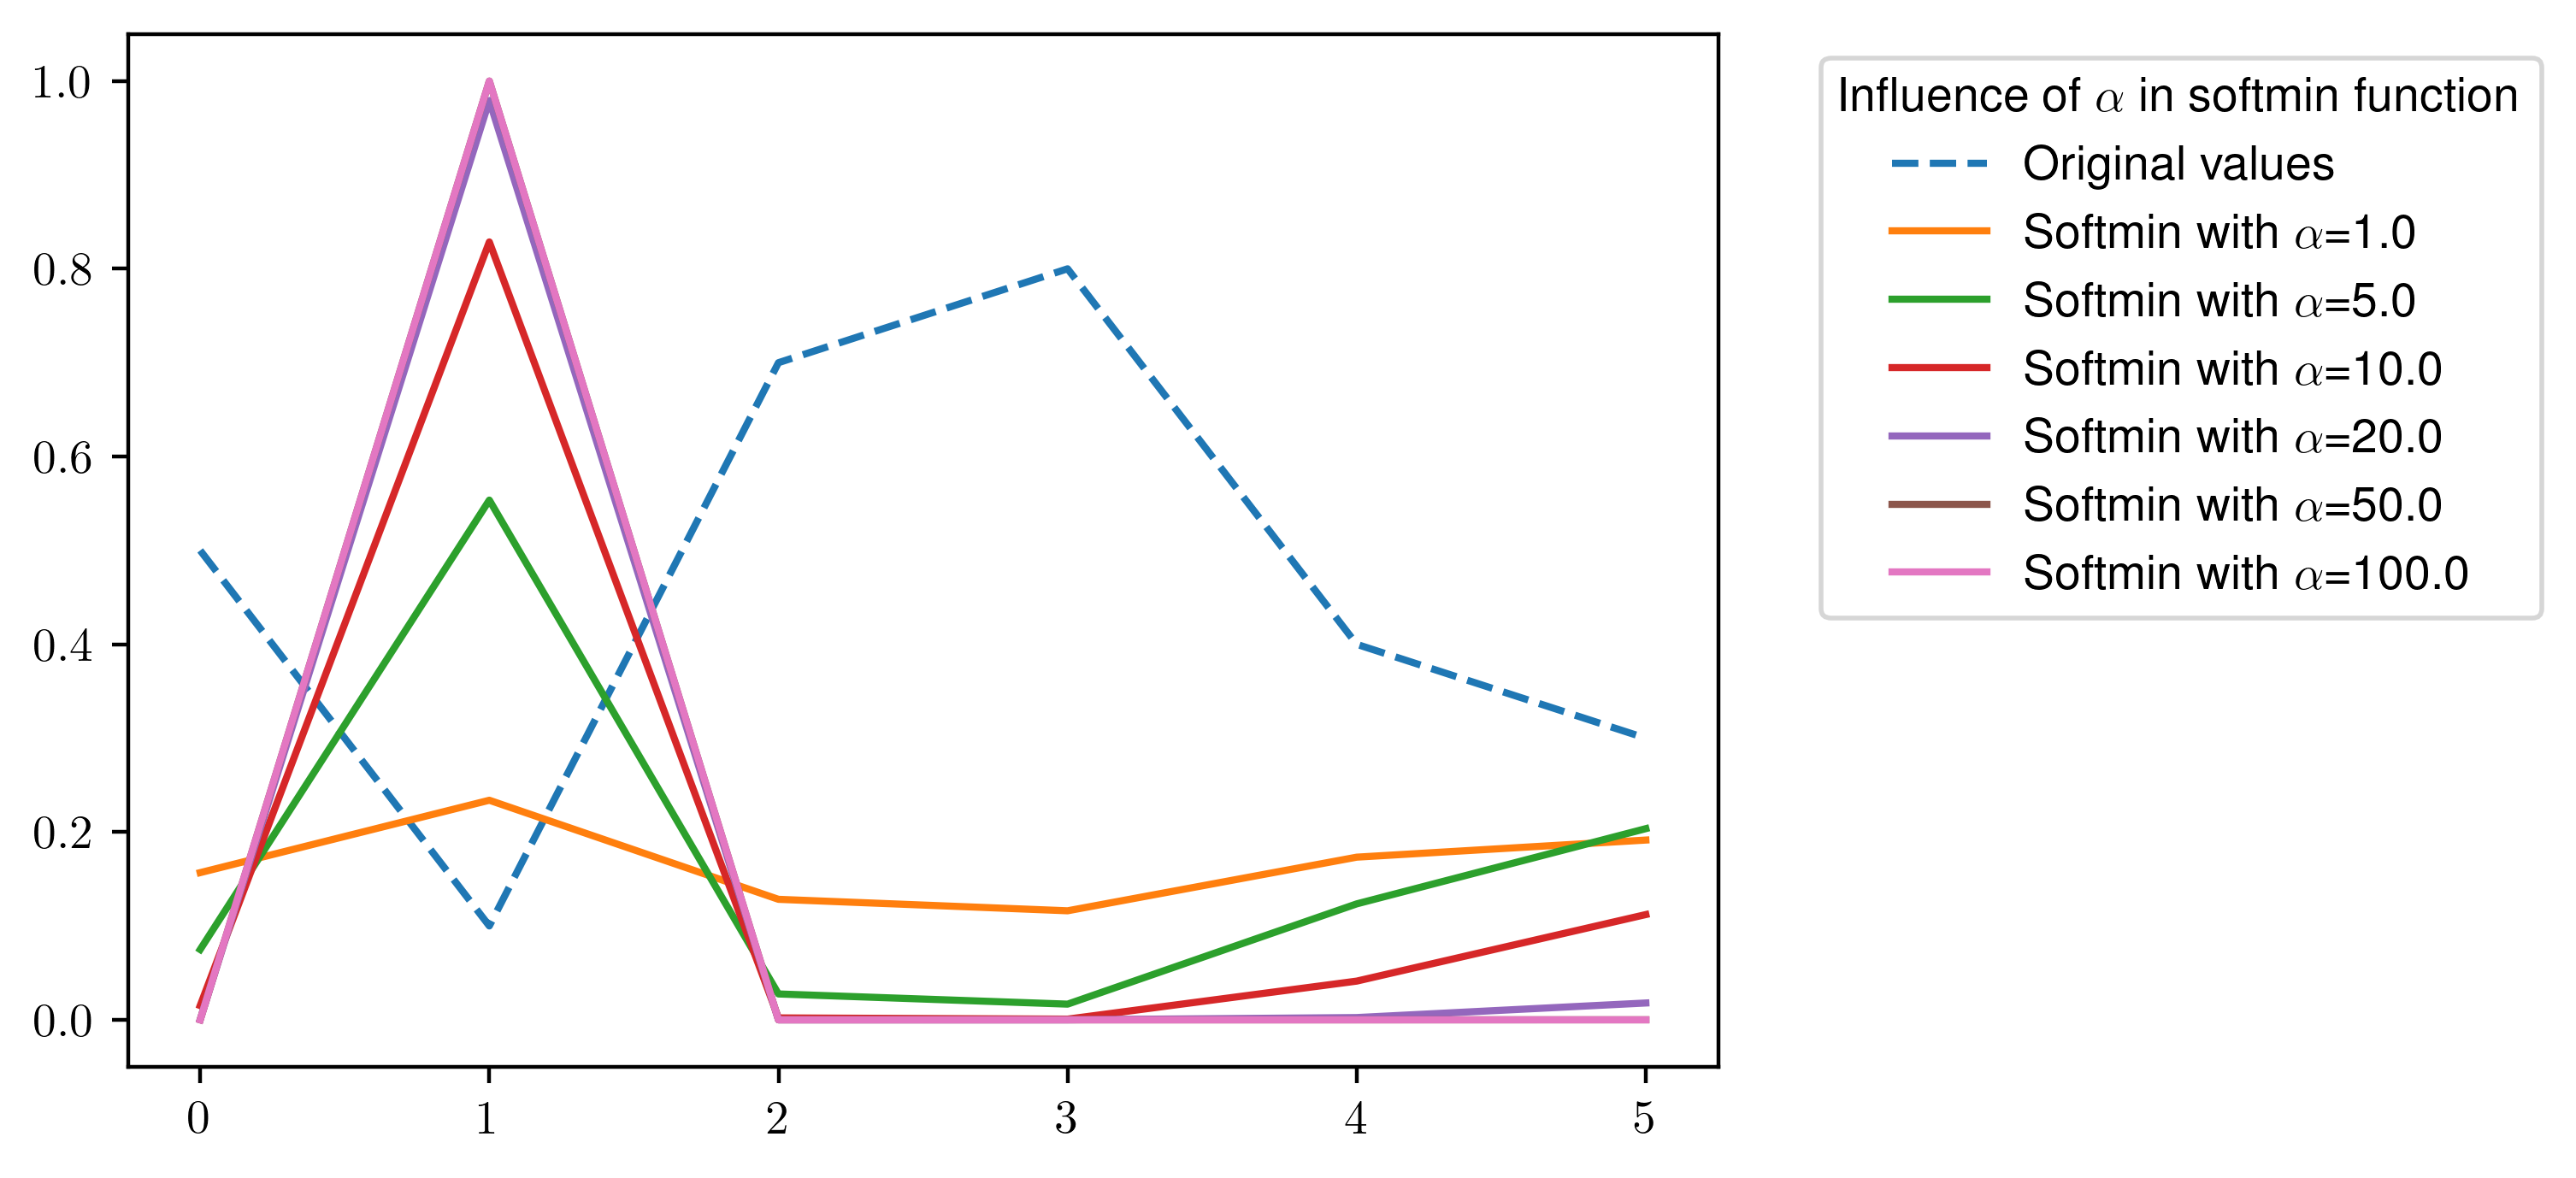 1.0
0.8
0.6
0.4
0.2
0.0
0 1 2 3 4 5
Influence of α in softmin function
Original values
Softmin with α=1.0
Softmin with α=5.0
Softmin with α=10.0
Softmin with α=20.0
Softmin with α=50.0
Softmin with α=100.0